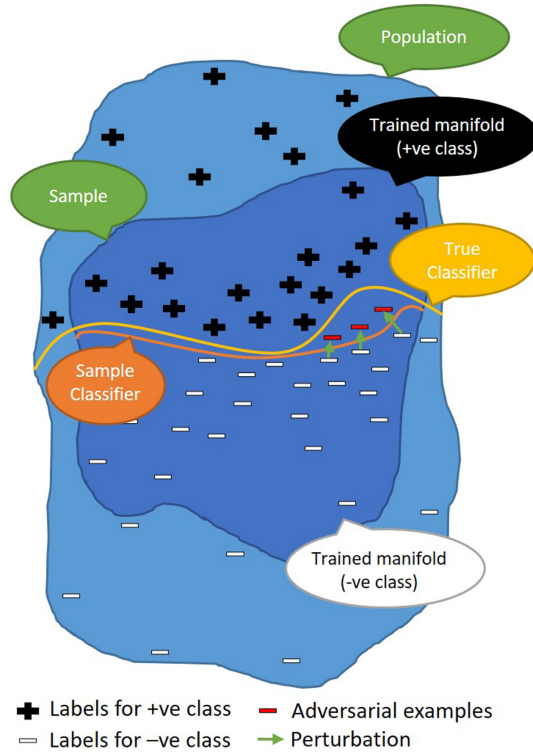 Population
Trained manifold
(+ve class)
Sample
True
Classifier
Sample
Classifier
Trained manifold
(-ve class)
Labels for +ve class
Adversarial examples
Labels for –ve class
Perturbation